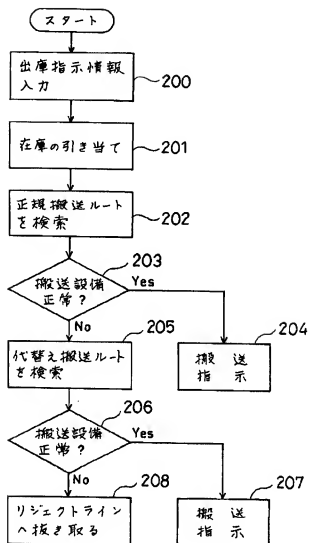 スタート
出庫指示情報
入力
200
在庫の引き当て
201
正規搬送ルート
を検索
202
203
搬送設備
正常?
Yes
No
205
204
代替え搬送ルート
を検索
搬送
指示
206
搬送設備
正常?
Yes
No
208
207
リジェクトライン
へ抜き取る
搬送
指示